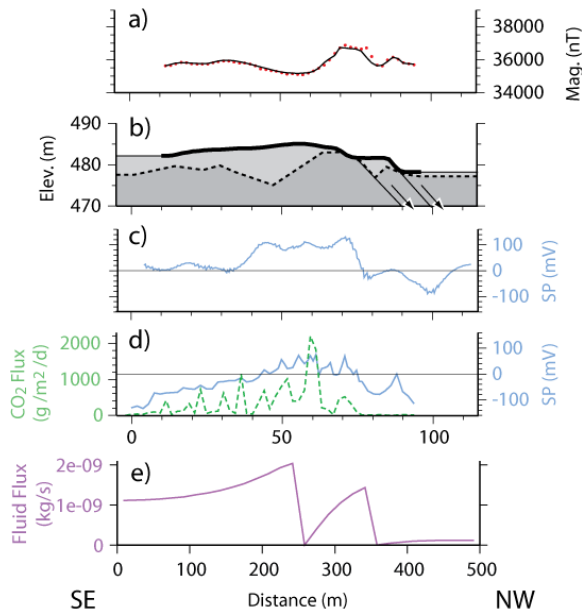 a)
38000
36000
34000
Mag. (nT)
b)
490
480
470
Elev. (m)
c)
100
0
-100
SP (mV)
d)
2000
1000
0
CO2 Flux
(g/m2/d)
100
0
-100
SP (mV)
0
50
100
e)
2e-09
1e-09
0
Fluid Flux
(kg/s)
0
100
200
300
400
500
SE
Distance (m)
NW